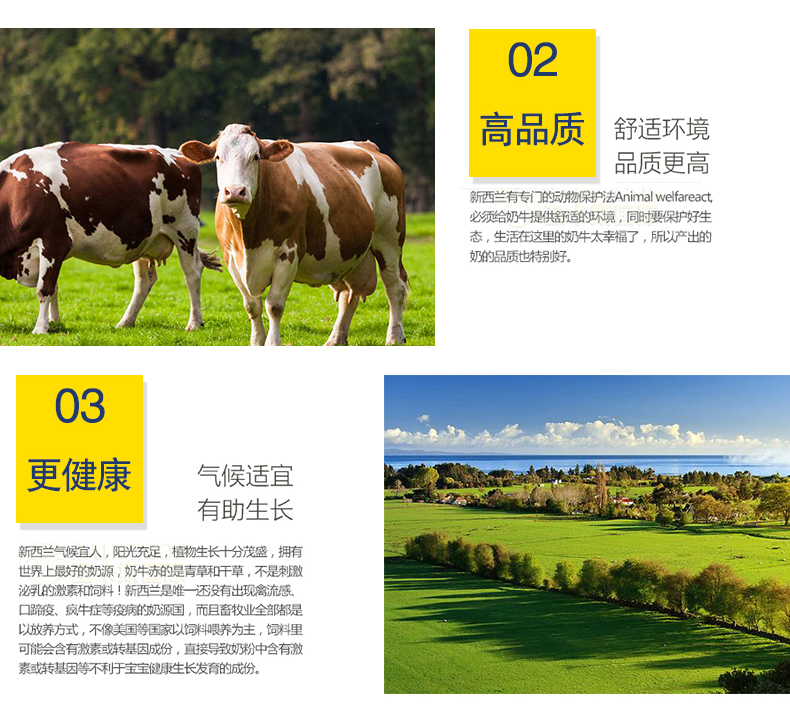 02
高品质
舒适环境
品质更高
新西兰有专门的动物保护法Animal welfareact,
必须给奶牛提供舒适的环境，同时要保护好生
态，生活在这里的奶牛太幸福了，所以产出的
奶的品质也特别好。
03
更健康
气候适宜
有助生长
新西兰气候宜人，阳光充足，植物生长十分茂盛，拥有
世界上最好的奶源，奶牛赤的是青草和干草，不是刺激
泌乳的激素和饲料！新西兰是唯一还没有出现禽流感、
口蹄疫、疯牛症等疫病的奶源国，而且畜牧业全部都是
以放养方式，不像美国等国家以饲料喂养为主，饲料里
可能会含有激素或转基因成份，直接导致奶粉中含有激
素或转基因等不利于宝宝健康生长发育的成份。